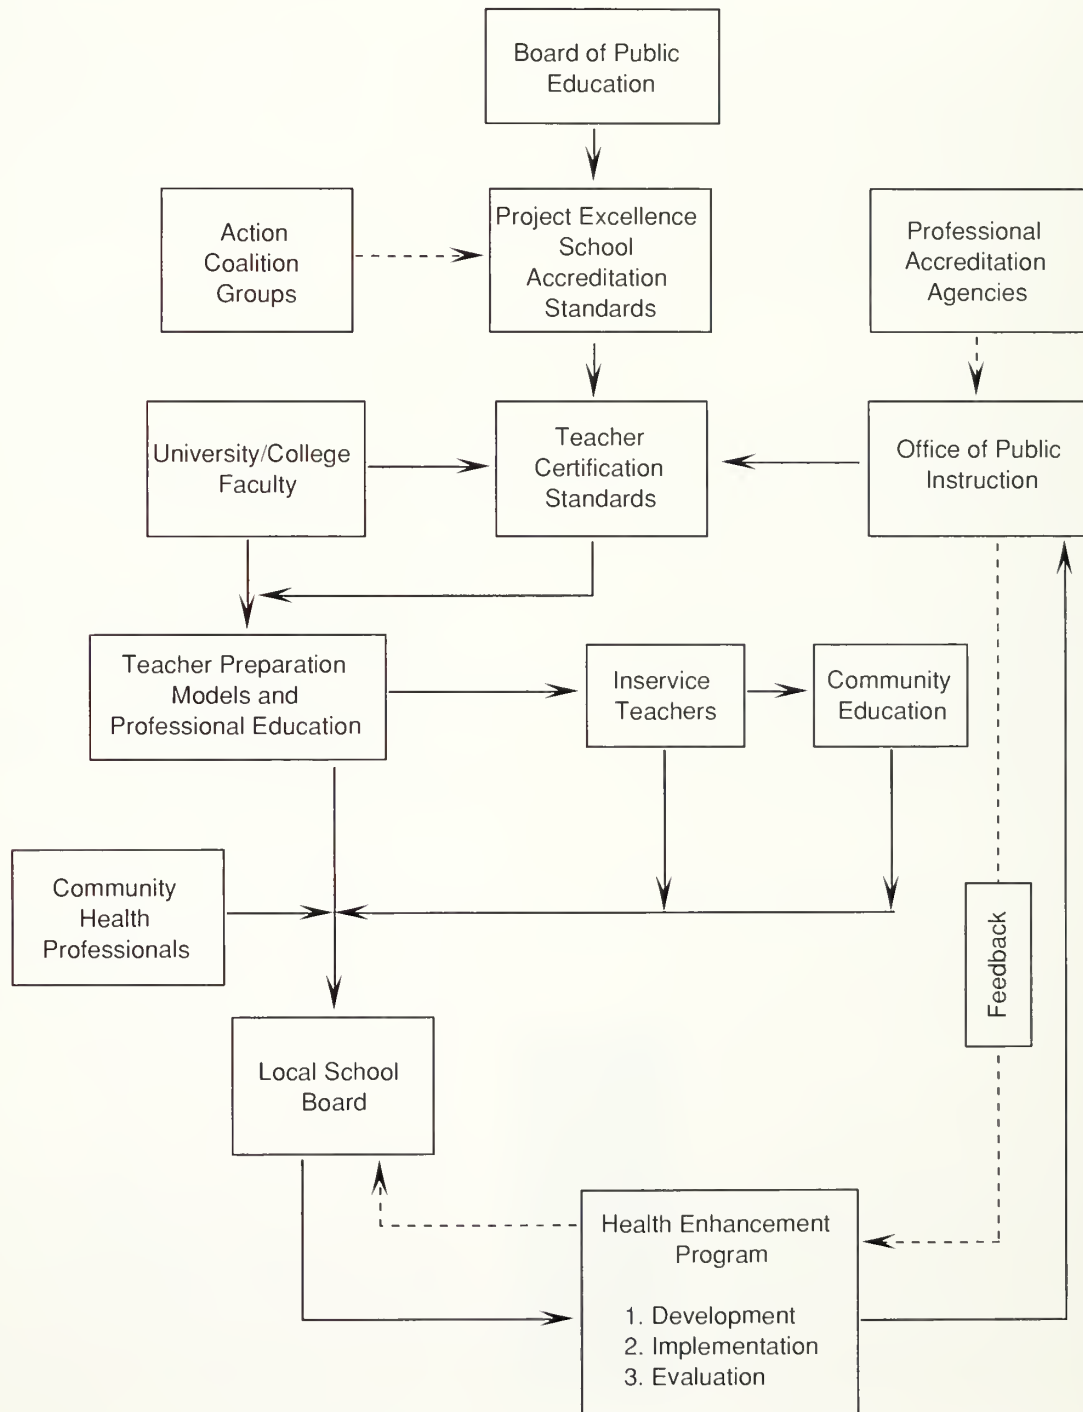 Board of Public
Education
Action
Coalition
Groups
Project Excellence
School
Accreditation
Standards
Professional
Accreditation
Agencies
University/College
Faculty
Teacher
Certification
Standards
Office of Public
Instruction
Teacher Preparation
Models and
Professional Education
Inservice
Teachers
Community
Education
Community
Health
Professionals
Feedback
Local School
Board
Health Enhancement
Program
1. Development
2. Implementation
3. Evaluation